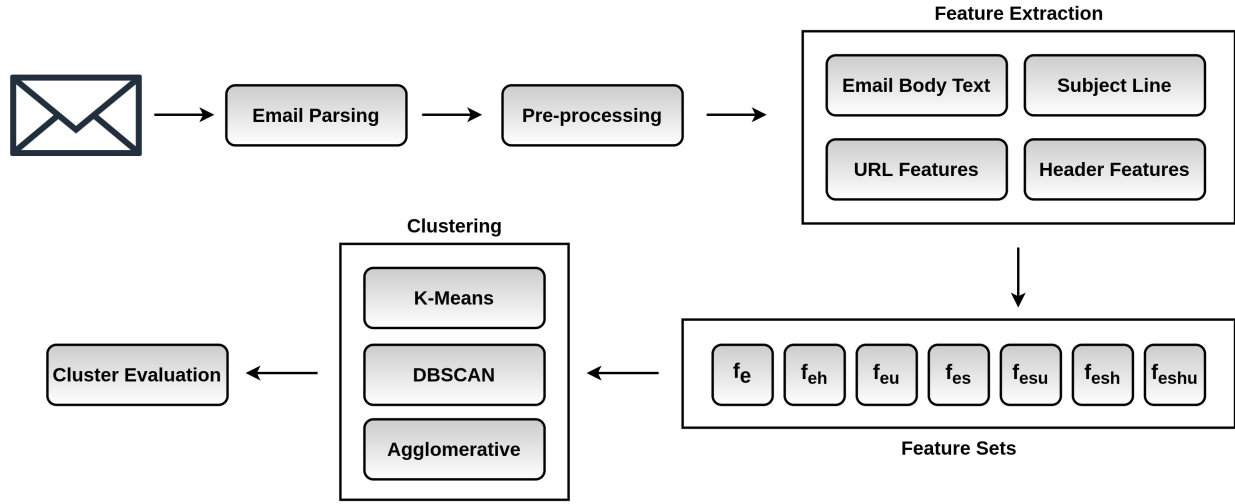 Feature Extraction
Email Parsing
Pre-processing
Email Body Text
Subject Line
URL Features
Header Features
Clustering
K-Means
DBSCAN
Agglomerative
Cluster Evaluation
fe
feh
feu
fes
fesu
fesh
feshu
Feature Sets